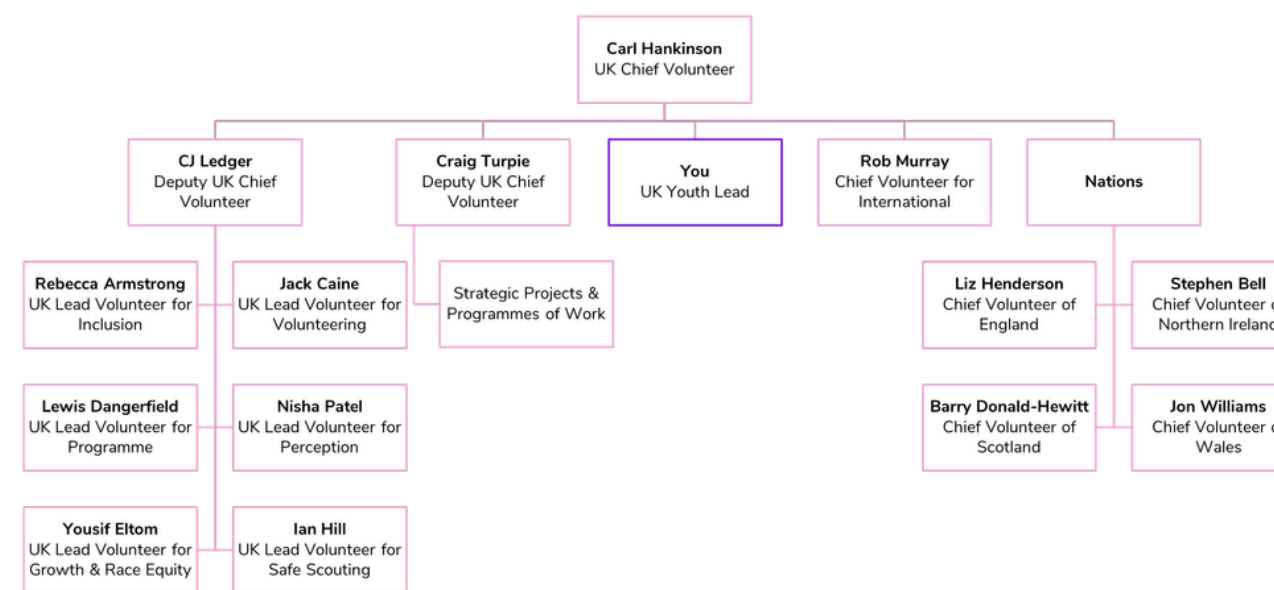 Carl Hankinson
UK Chief Volunteer
CJ Ledger
Deputy UK Chief
Volunteer
Craig Turpie
Deputy UK Chief
Volunteer
You
UK Youth Lead
Rob Murray
Chief Volunteer for
International
Nations
Rebecca Armstrong
UK Lead Volunteer for
Inclusion
Jack Caine
UK Lead Volunteer for
Volunteering
Strategic Projects &
Programmes of Work
Liz Henderson
Chief Volunteer of
England
Stephen Bell
Chief Volunteer
Northern
Lewis Dangerfield
UK Lead Volunteer for
Programme
Nisha Patel
UK Lead Volunteer for
Perception
Barry Donald-Hewitt
Chief Volunteer of
Scotland
Jon Williams
Chief Volunteer
Wales
Yousif Eltom
UK Lead Volunteer for
Growth & Race Equity
Ian Hill
UK Lead Volunteer for
Safe Scouting